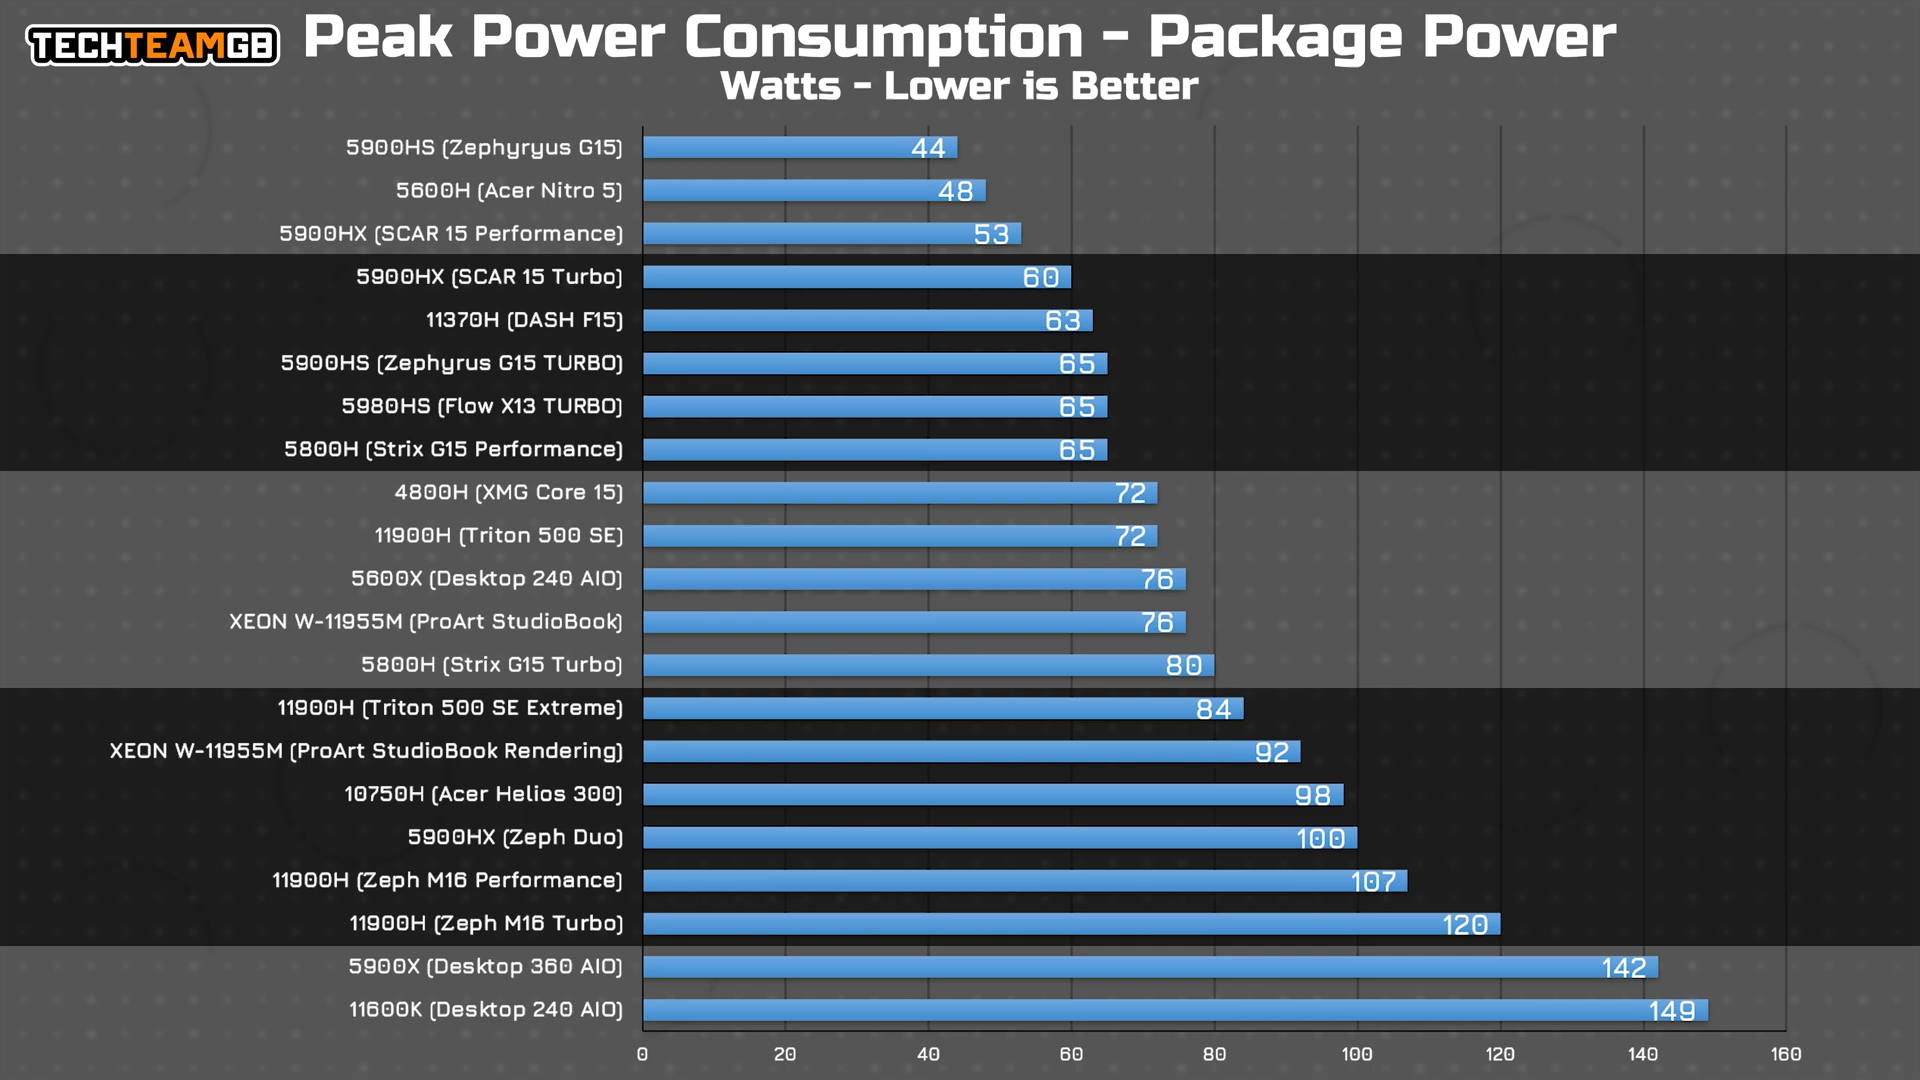 TECHTEAMGB
Peak Power Consumption - Package Power
Watts - Lower is Better
5900HS (Zephyryus G15) 44
5600H (Acer Nitro 5) 48
5900HX (SCAR 15 Performance) 53
5900HX (SCAR 15 Turbo) 60
11370H (DASH F15) 63
5900HS (Zephyrus G15 TURBO) 65
5980HS (Flow X13 TURBO) 65
5800H (Strix G15 Performance) 65
4800H (XMG Core 15) 72
11900H (Triton 500 SE) 72
5600X (Desktop 240 AIO) 76
XEON W-11955M (ProArt StudioBook) 76
5800H (Strix G15 Turbo) 80
11900H (Triton 500 SE Extreme) 84
XEON W-11955M (ProArt StudioBook Rendering) 92
10750H (Acer Helios 300) 98
5900HX (Zeph Duo) 100
11900H (Zeph M16 Performance) 107
11900H (Zeph M16 Turbo) 120
5900X (Desktop 360 AIO) 142
11600K (Desktop 240 AIO) 149
0 20 40 60 80 100 120 140 160